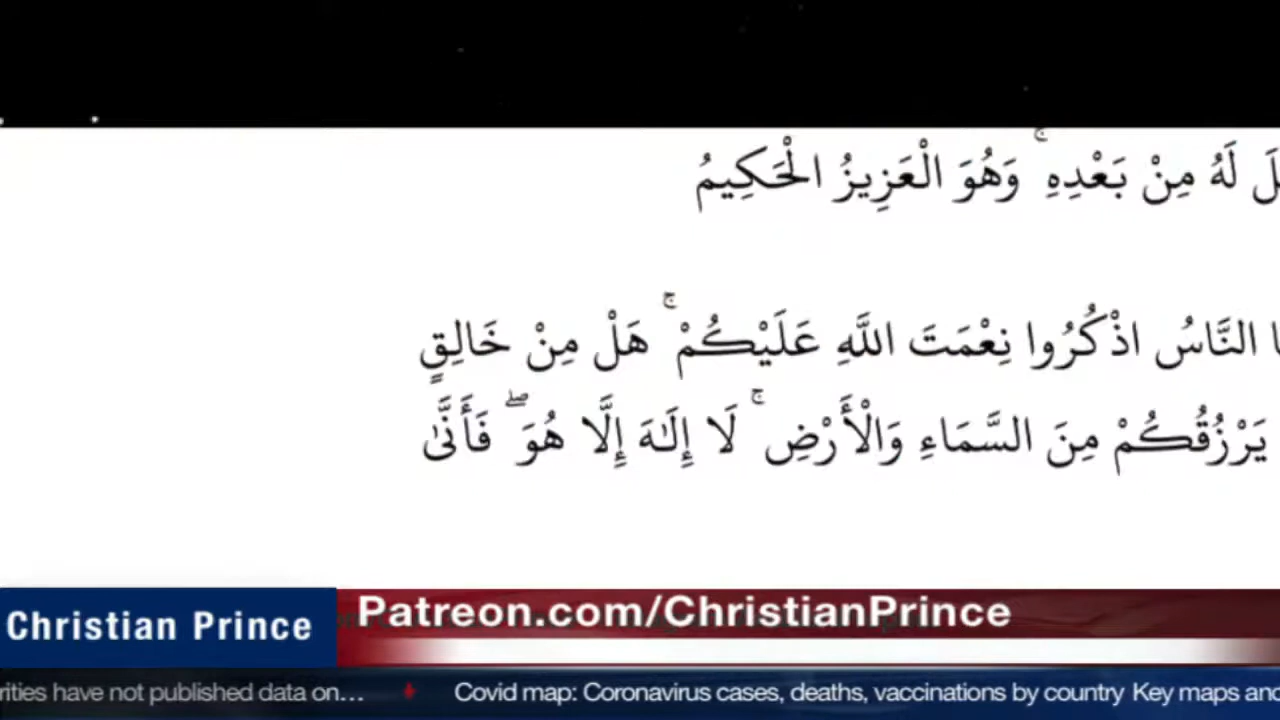 لَهُ مِنْ بَعْدِهِ ۚ وَهُوَ الْعَزِيزُ الْحَكِيمُ
النَّاسُ اذْكُرُوا نِعْمَتَ اللَّهِ عَلَيْكُمْ ۚ هَلْ مِنْ خَالِقٍ
يَرْزُقُكُمْ مِنَ السَّمَاءِ وَالْأَرْضِ ۚ لَا إِلَٰهَ إِلَّا هُوَ ۖ فَأَنَّىٰ
Christian Prince
Patreon.com/ChristianPrince
rities have not published data on... Covid map: Coronavirus cases, deaths, vaccinations by country Key maps and